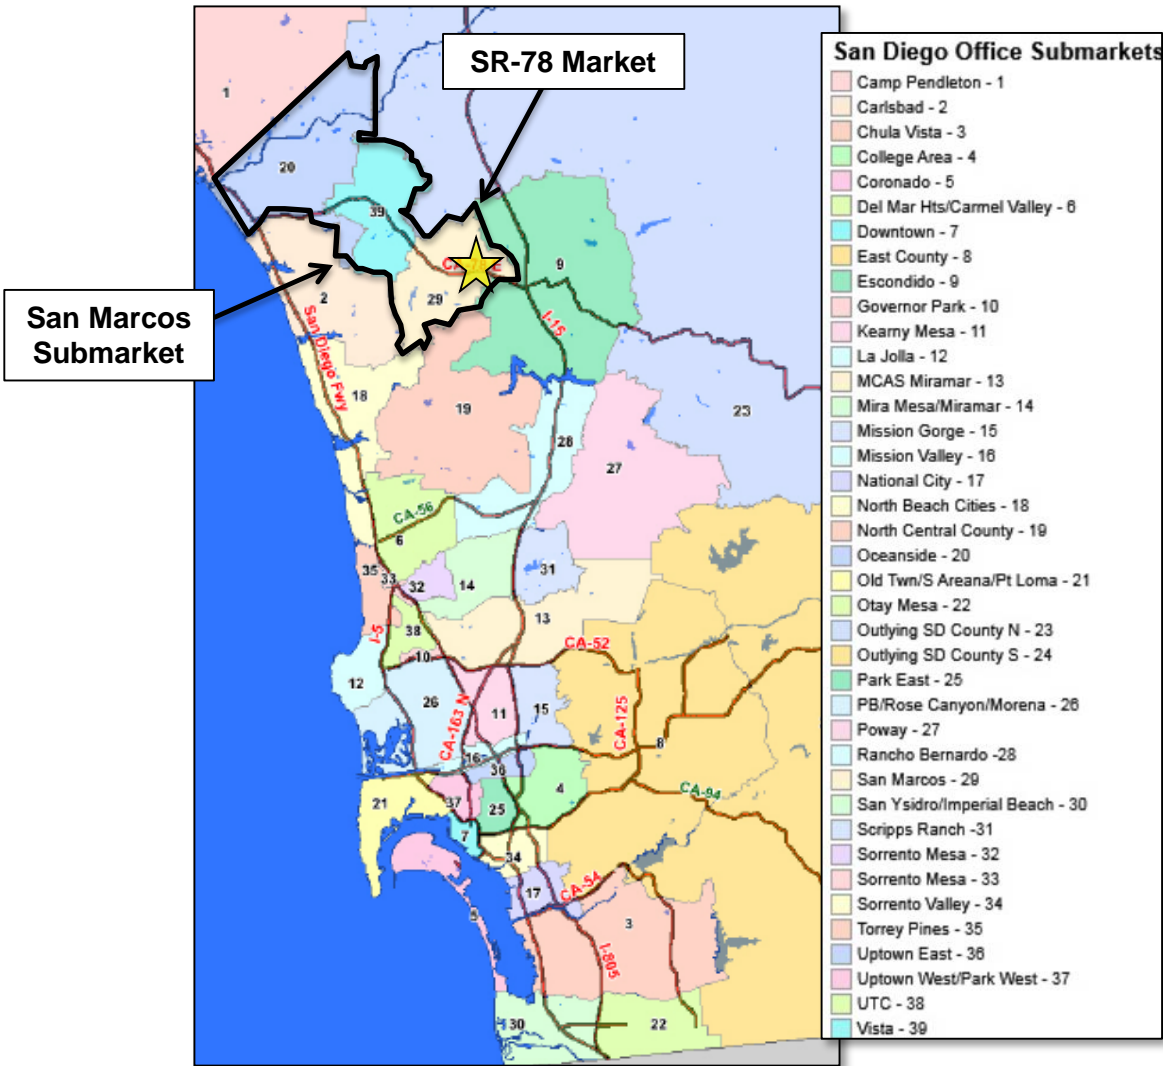 SR-78 Market
San Marcos
Submarket
1
20
39
9
29
2
CA-78 E
San Diego Fwy
I-15
18
19
23
28
27
CA-56
6
35
33
32
14
31
13
38
I-5
10
CA-52
12
26
CA-163 N
11
15
CA-125
8
16
36
4
CA-94
21
37
25
7
34
17
CA-54
5
3
I-805
30
22
San Diego Office Submarkets
Camp Pendleton - 1
Carlsbad - 2
Chula Vista - 3
College Area - 4
Coronado - 5
Del Mar Hts/Carmel Valley - 6
Downtown - 7
East County - 8
Escondido - 9
Governor Park - 10
Kearny Mesa - 11
La Jolla - 12
MCAS Miramar - 13
Mira Mesa/Miramar - 14
Mission Gorge - 15
Mission Valley - 16
National City - 17
North Beach Cities - 18
North Central County - 19
Oceanside - 20
Old Twn/S Areana/Pt Loma - 21
Otay Mesa - 22
Outlying SD County N - 23
Outlying SD County S - 24
Park East - 25
PB/Rose Canyon/Morena - 26
Poway - 27
Rancho Bernardo -28
San Marcos - 29
San Ysidro/Imperial Beach - 30
Scripps Ranch -31
Sorrento Mesa - 32
Sorrento Mesa - 33
Sorrento Valley - 34
Torrey Pines - 35
Uptown East - 36
Uptown West/Park West - 37
UTC - 38
Vista - 39